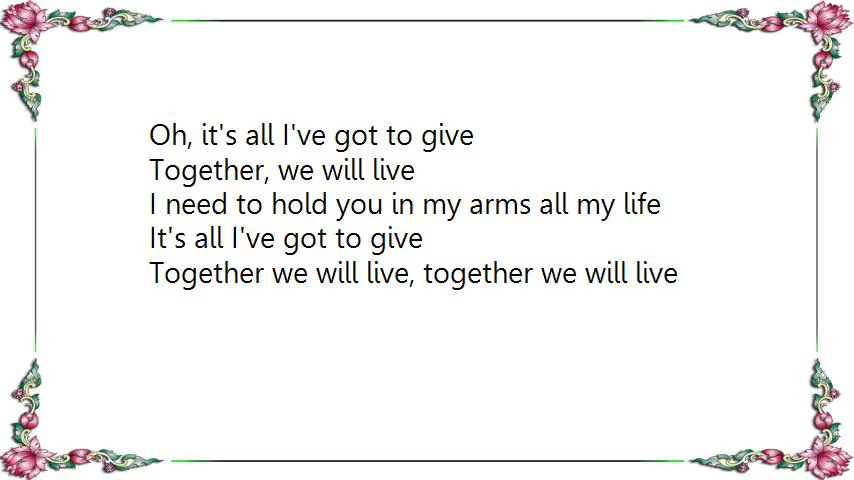 Oh, it's all I've got to give
Together, we will live
I need to hold you in my arms all my life
It's all I've got to give
Together we will live, together we will live